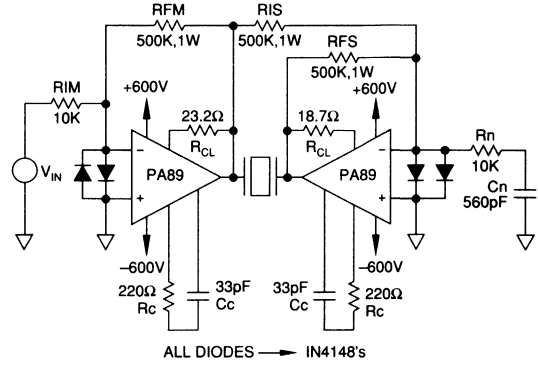 RFM
500K,1W
RIS
500K,1W
RFS
500K,1W
RIM
10K
+600V
23.2Ω
RCL
18.7Ω
RCL
+600V
Rn
10K
VIN
−
+
PA89
PA89
−
+
Cn
560pF
−600V
−600V
220Ω
Rc
33pF
Cc
33pF
Cc
220Ω
Rc
ALL DIODES → IN4148's